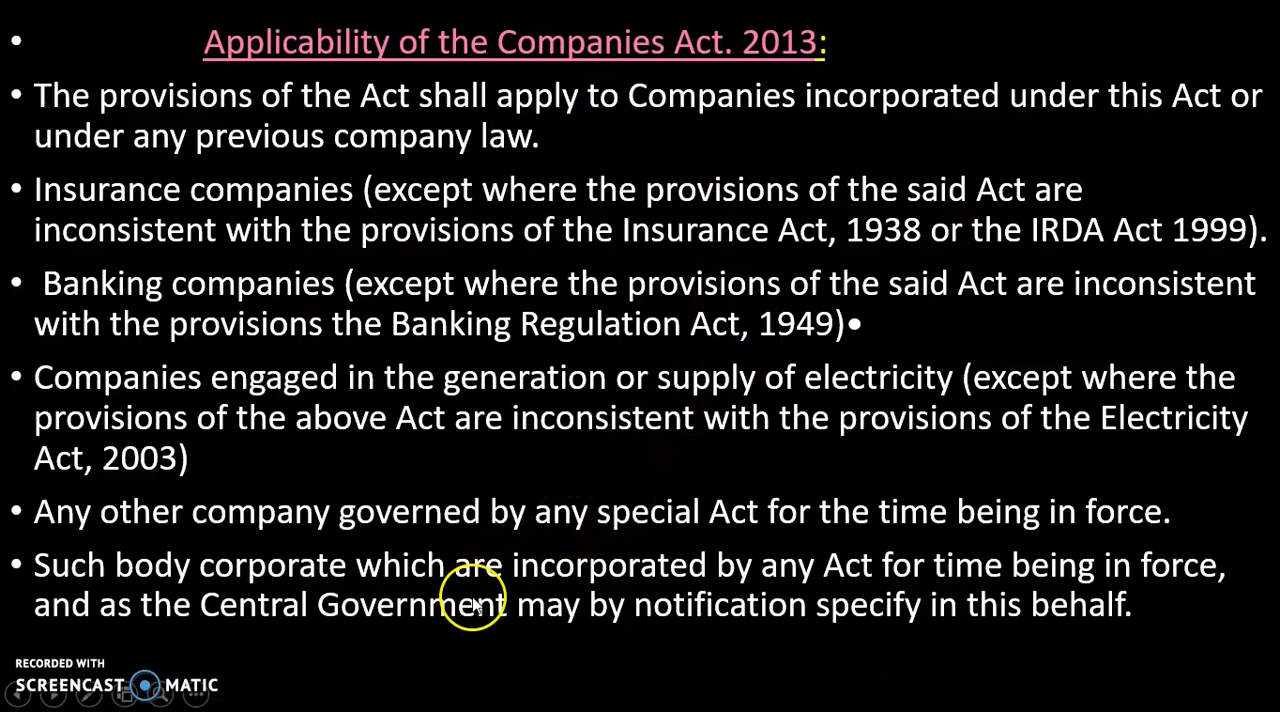 • Applicability of the Companies Act. 2013:
• The provisions of the Act shall apply to Companies incorporated under this Act or
under any previous company law.
• Insurance companies (except where the provisions of the said Act are
inconsistent with the provisions of the Insurance Act, 1938 or the IRDA Act 1999).
• Banking companies (except where the provisions of the said Act are inconsistent
with the provisions the Banking Regulation Act, 1949)•
• Companies engaged in the generation or supply of electricity (except where the
provisions of the above Act are inconsistent with the provisions of the Electricity
Act, 2003)
• Any other company governed by any special Act for the time being in force.
• Such body corporate which are incorporated by any Act for time being in force,
and as the Central Government may by notification specify in this behalf.
RECORDED WITH
SCREENCAST MATIC